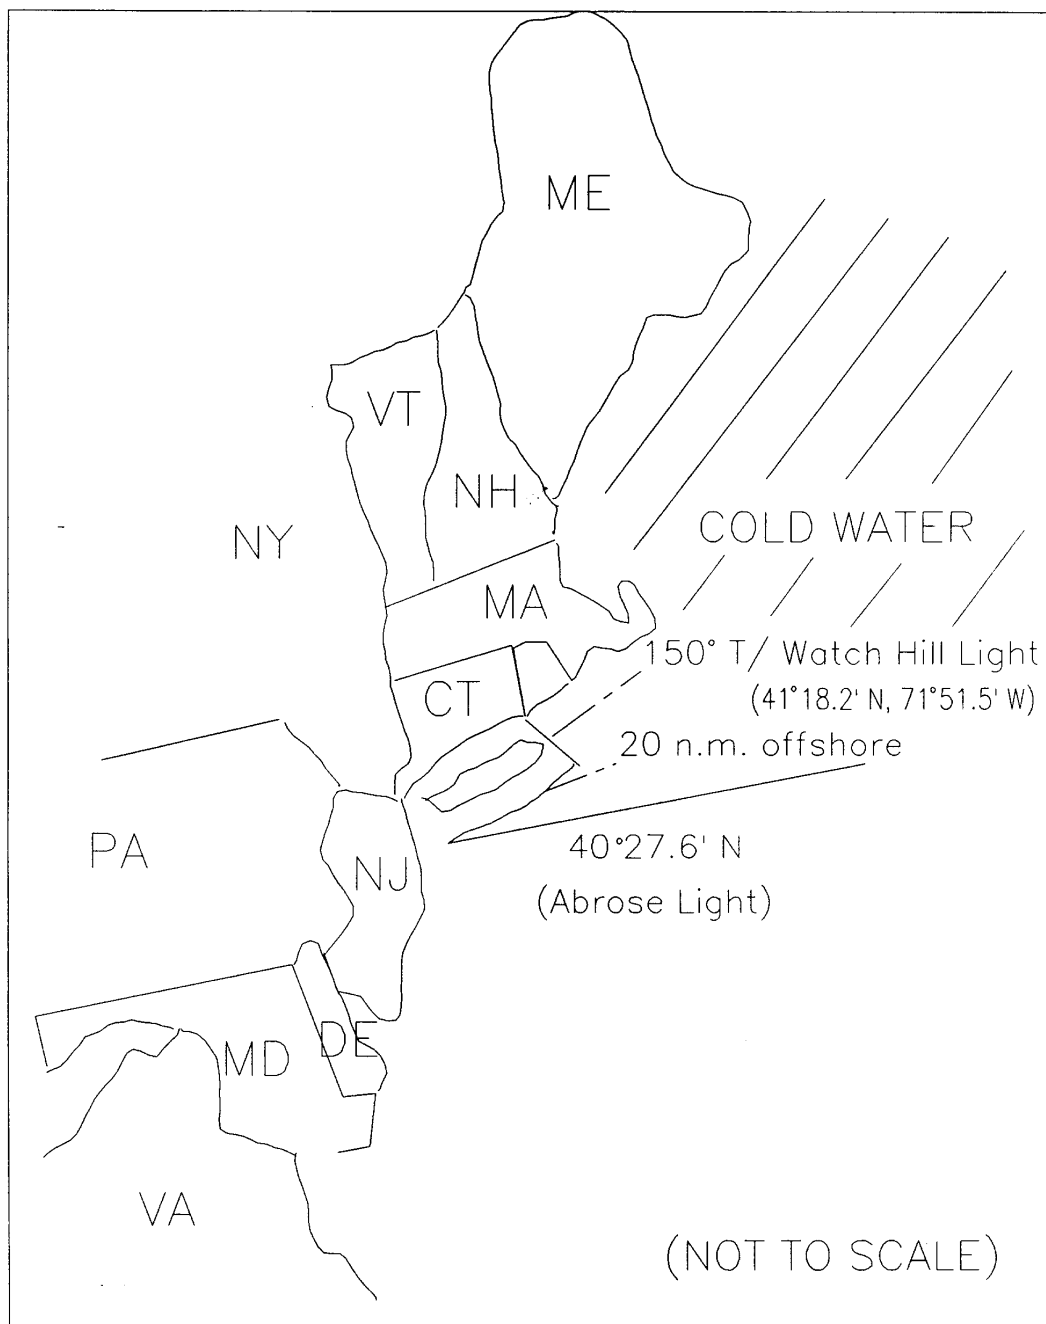 ME
VT
NH
NY
COLD WATER
MA
150° T/ Watch Hill Light
(41°18.2' N, 71°51.5' W)
CT
20 n.m. offshore
PA
NJ
40°27.6' N
(Abrose Light)
DE
MD
VA
(NOT TO SCALE)